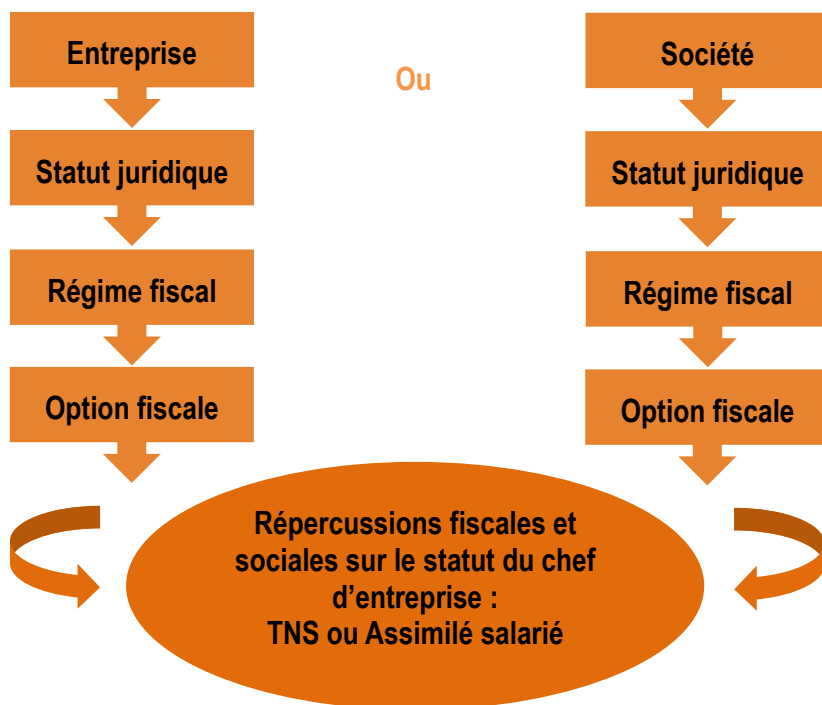 Entreprise
Statut juridique
Régime fiscal
Option fiscale
Ou
Société
Statut juridique
Régime fiscal
Option fiscale
Répercussions fiscales et
sociales sur le statut du chef
d’entreprise :
TNS ou Assimilé salarié